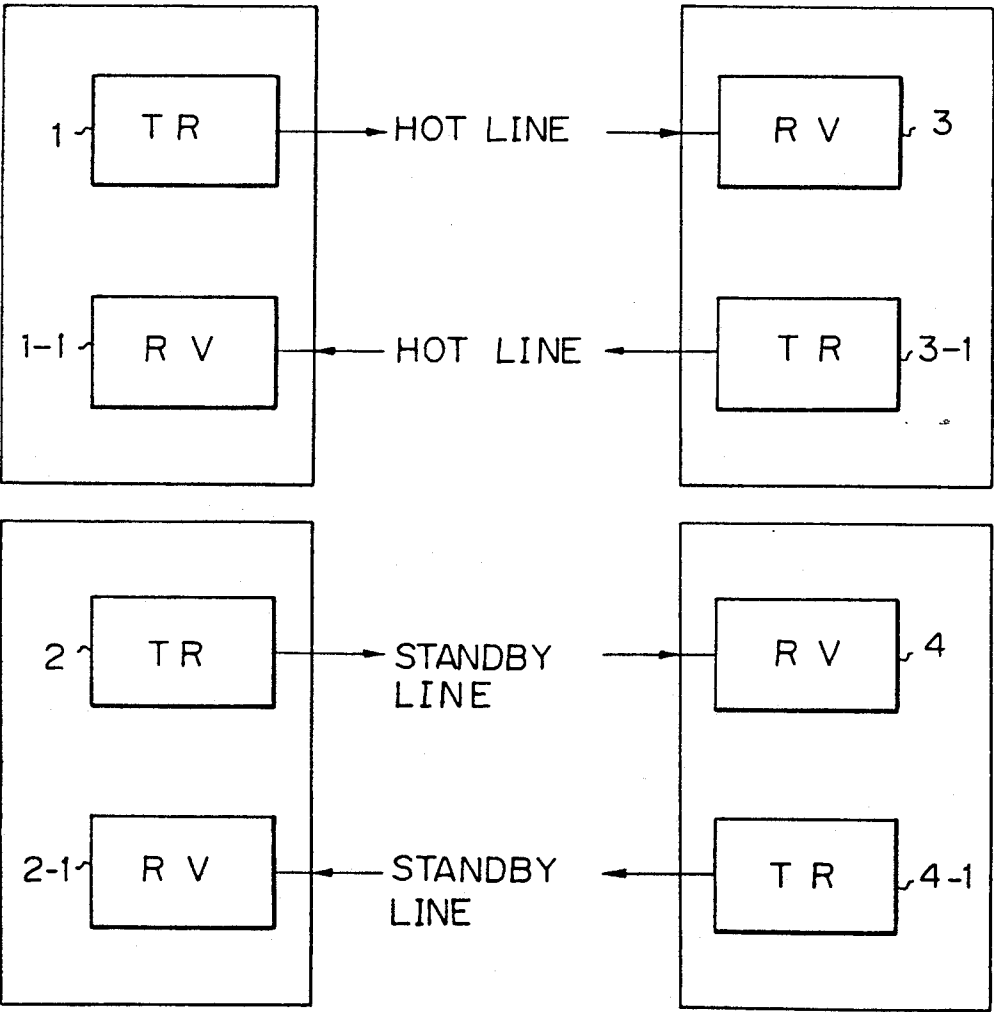 1 TR HOT LINE RV 3
1-1 RV HOT LINE TR 3-1
2 TR STANDBY LINE RV 4
2-1 RV STANDBY LINE TR 4-1